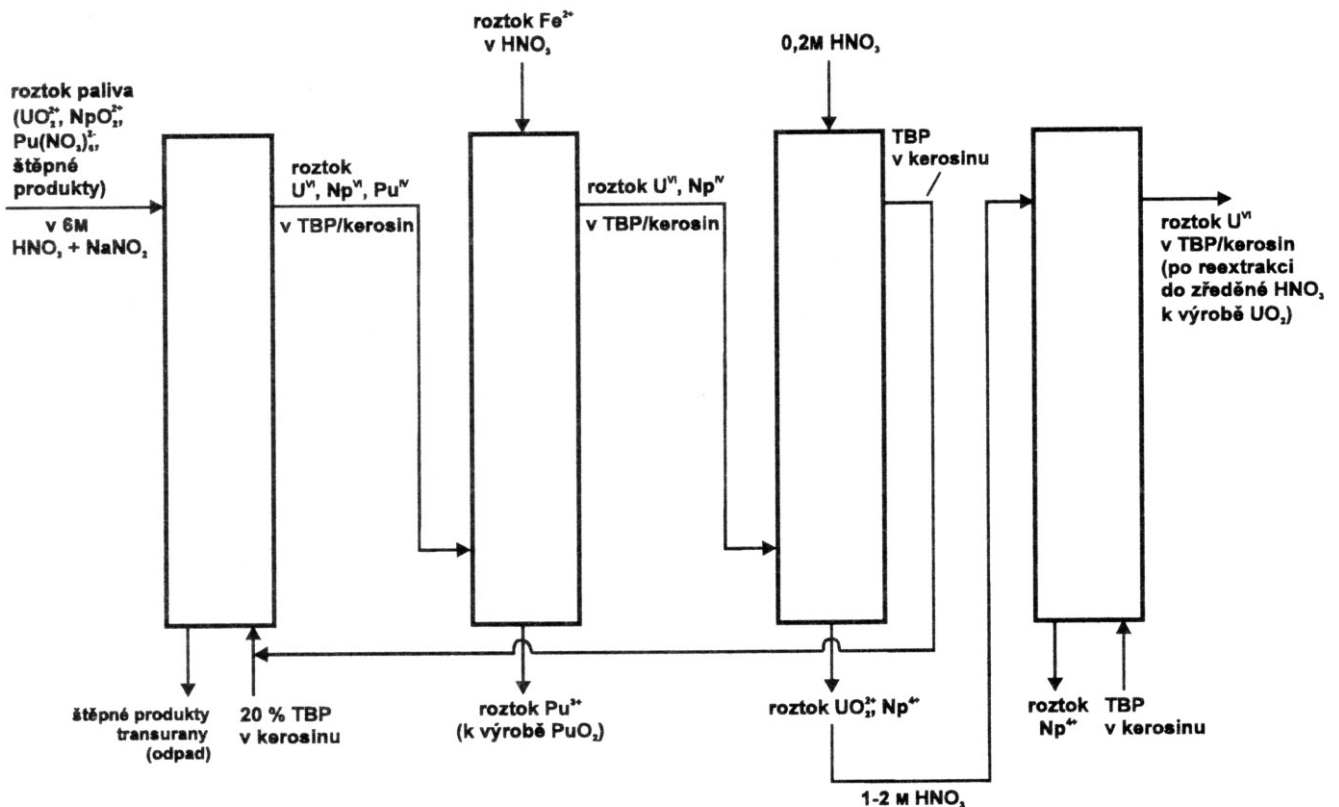 roztok Fe²⁺
v HNO₃
0,2M HNO₃
roztok paliva
(UO₂²⁺, NpO₂²⁺,
Pu(NO₃)₆²⁻,
štěpné
produkty)
v 6M
HNO₃ + NaNO₂
roztok
U^VI, Np^VI, Pu^IV
v TBP/kerosin
roztok U^VI, Np^IV
v TBP/kerosin
TBP
v kerosinu
roztok U^VI
v TBP/kerosin
(po reextrakci
do zředěné HNO₃
k výrobě UO₂)
štěpné produkty
transurany
(odpad)
20 % TBP
v kerosinu
roztok Pu³⁺
(k výrobě PuO₂)
roztok UO₂²⁺, Np⁴⁺
roztok
Np⁴⁺
TBP
v kerosinu
1-2 M HNO₃